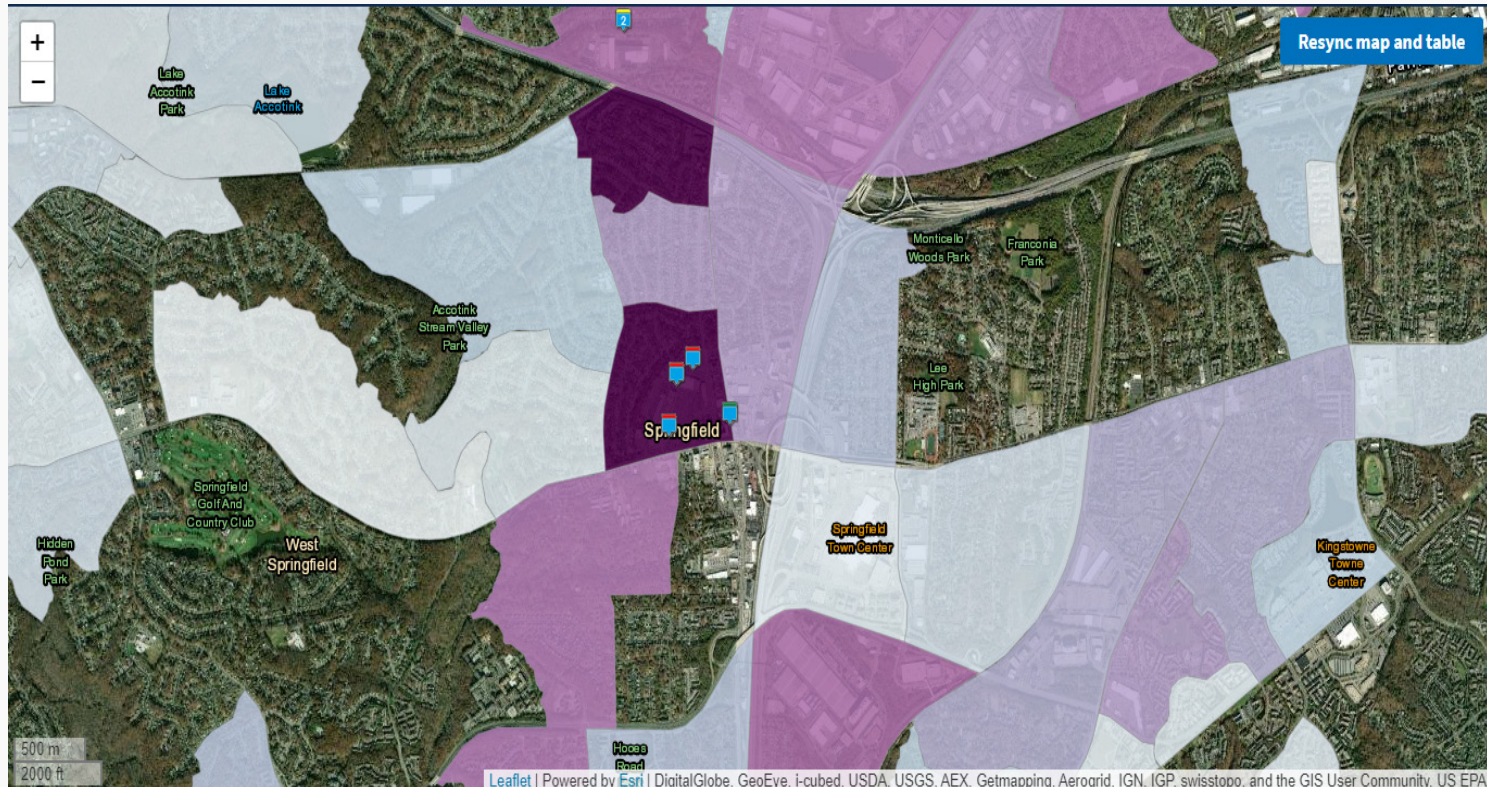 +
−
2
Resync map and table
Lake
Accotink
Park
Lake
Accotink
Monticello
Woods Park
Franconia
Park
Accotink
Stream Valley
Park
Lee
High Park
Springfield
Springfield
Golf And
Country Club
West
Springfield
Hidden
Pond
Park
Springfield
Town Center
Kingstowne
Towne
Center
Hooes
Road
500 m
2000 ft
Leaflet | Powered by Esri | DigitalGlobe, GeoEye, i-cubed, USDA, USGS, AEX, Getmapping, Aerogrid, IGN, IGP, swisstopo, and the GIS User Community, US EPA